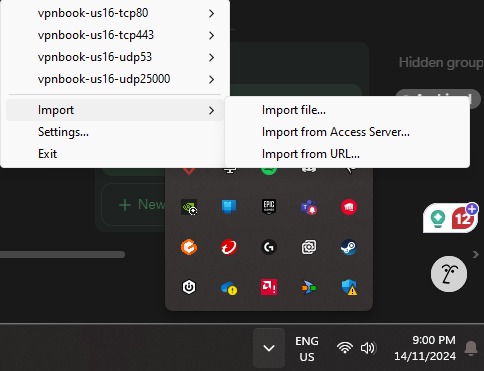 vpnbook-us16-tcp80
vpnbook-us16-tcp443
vpnbook-us16-udp53
vpnbook-us16-udp25000
Import
Settings...
Exit
Import file...
Import from Access Server...
Import from URL...
Hidden group
+ New
EPIC
GAMES
12
ENG
US
9:00 PM
14/11/2024